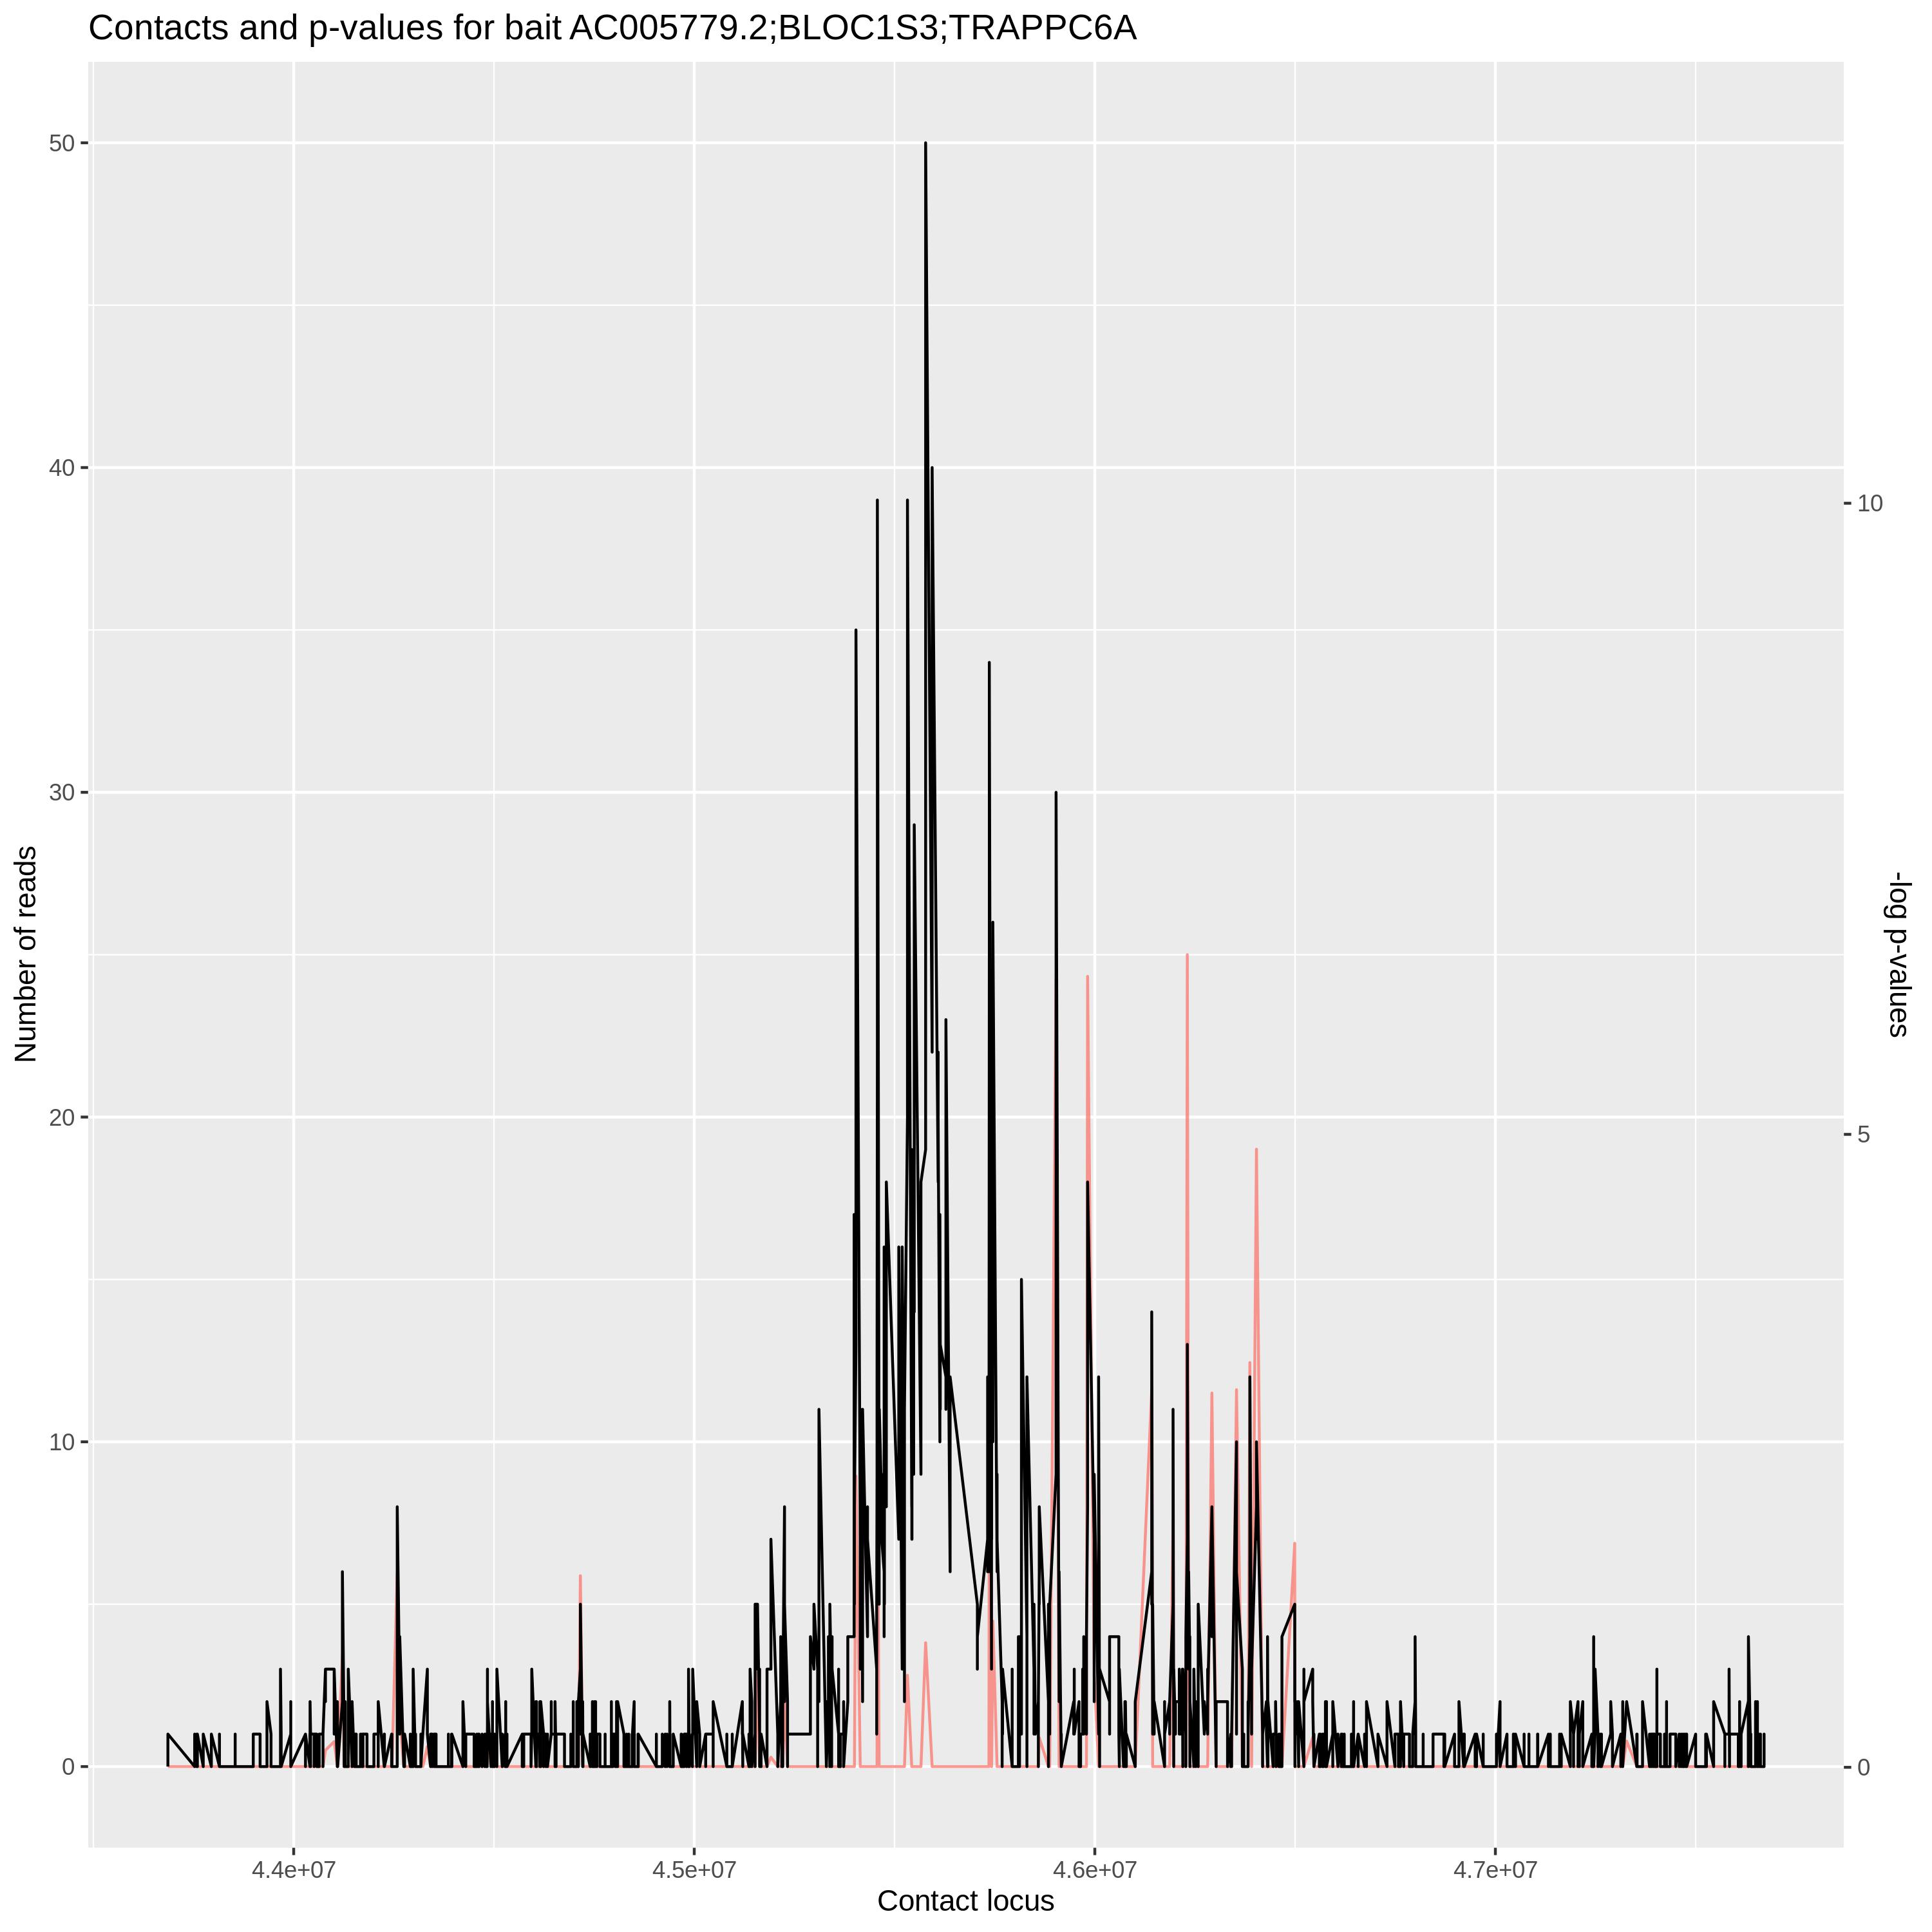 Contacts and p-values for bait AC005779.2;BLOC1S3;TRAPPC6A
50
40
30
20
10
0
Number of reads
10
5
0
-log p-values
4.4e+07
4.5e+07
4.6e+07
4.7e+07
Contact locus